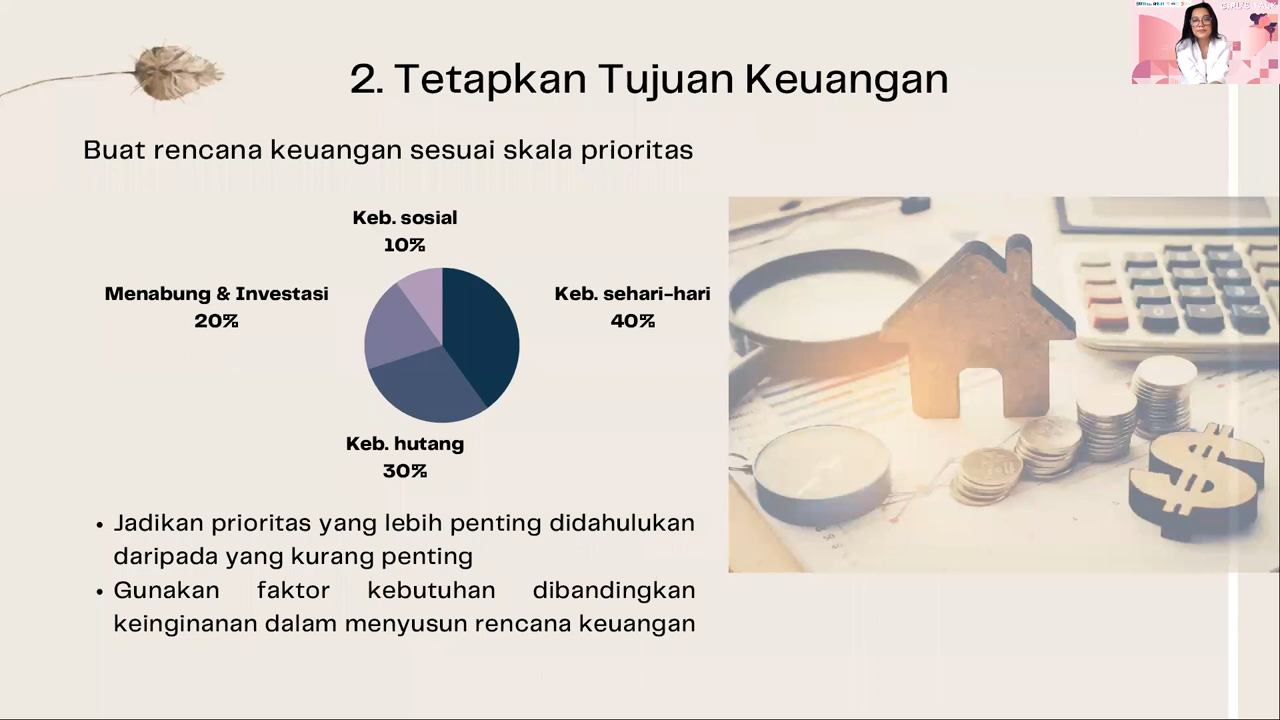 2. Tetapkan Tujuan Keuangan
Buat rencana keuangan sesuai skala prioritas
Keb. sosial
10%
Menabung & Investasi
20%
Keb. sehari-hari
40%
Keb. hutang
30%
• Jadikan prioritas yang lebih penting didahulukan
daripada yang kurang penting
• Gunakan faktor kebutuhan dibandingkan
keinginanan dalam menyusun rencana keuangan